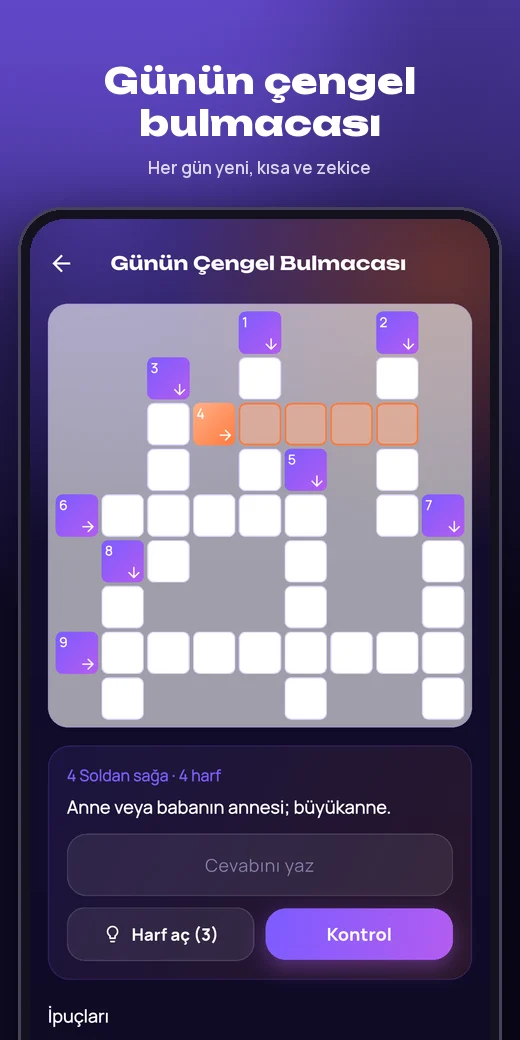 Günün çengel
bulmacası
Her gün yeni, kısa ve zekice
Günün Çengel Bulmacası
1
2
3
4
5
6
7
8
9
4 Soldan sağa · 4 harf
Anne veya babanın annesi; büyükanne.
Cevabını yaz
Harf aç (3)
Kontrol
İpuçları